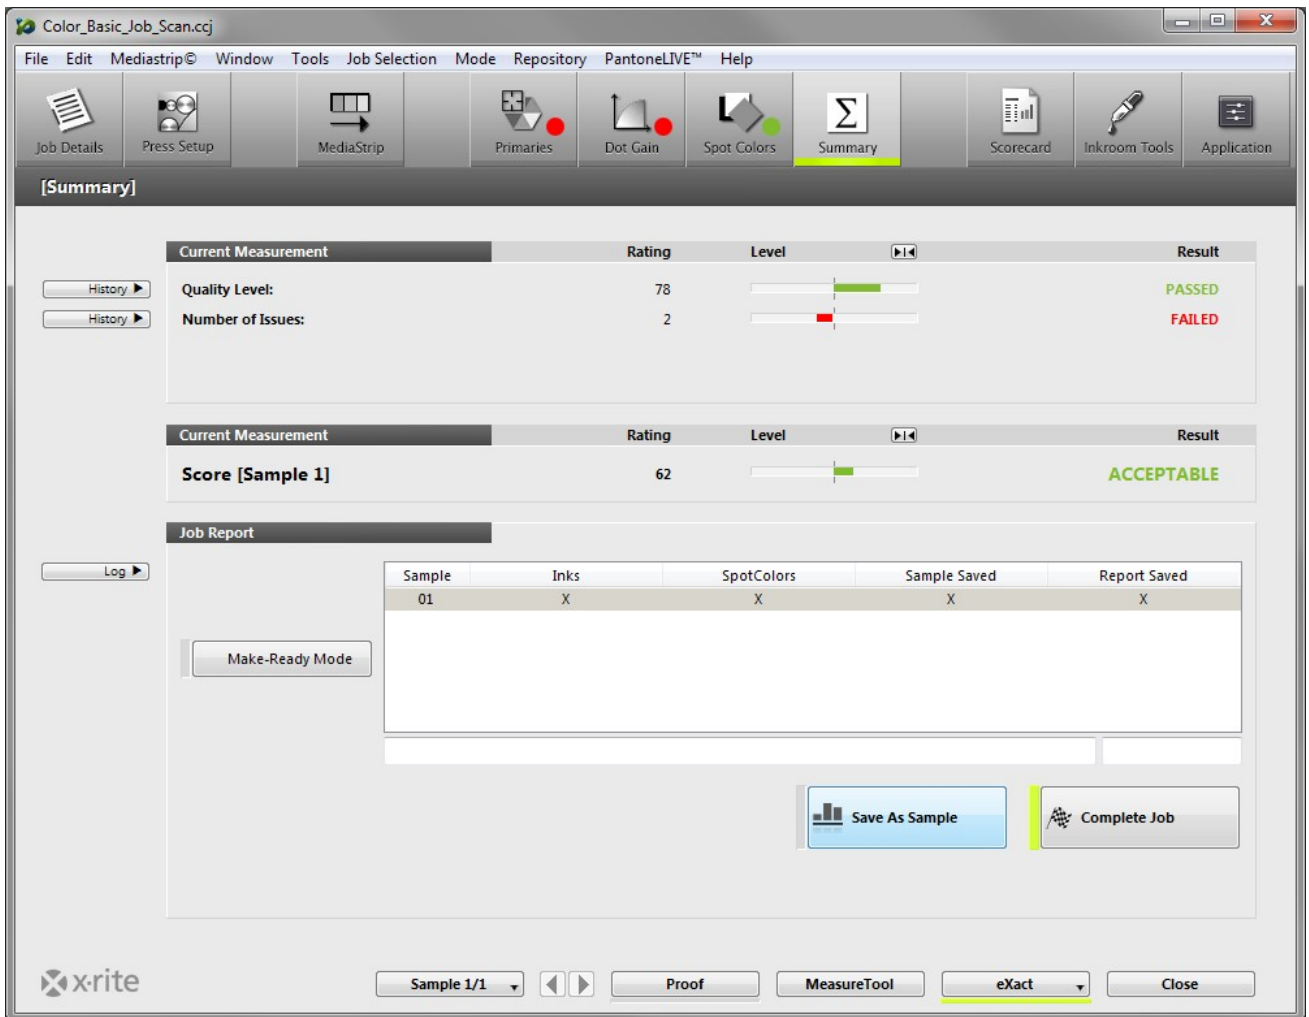 Color_Basic_Job_Scan.ccj
File Edit Mediastrip© Window Tools Job Selection Mode Repository PantoneLIVE™ Help
Job Details Press Setup MediaStrip Primaries Dot Gain Spot Colors Summary Scorecard Inkroom Tools Application
[Summary]
Current Measurement Rating Level Result
History Quality Level: 78 PASSED
History Number of Issues: 2 FAILED
Current Measurement Rating Level Result
Score [Sample 1] 62 ACCEPTABLE
Job Report
Log
Sample Inks SpotColors Sample Saved Report Saved
01 X X X X
Make-Ready Mode
Save As Sample Complete Job
x·rite Sample 1/1 Proof MeasureTool eXact Close